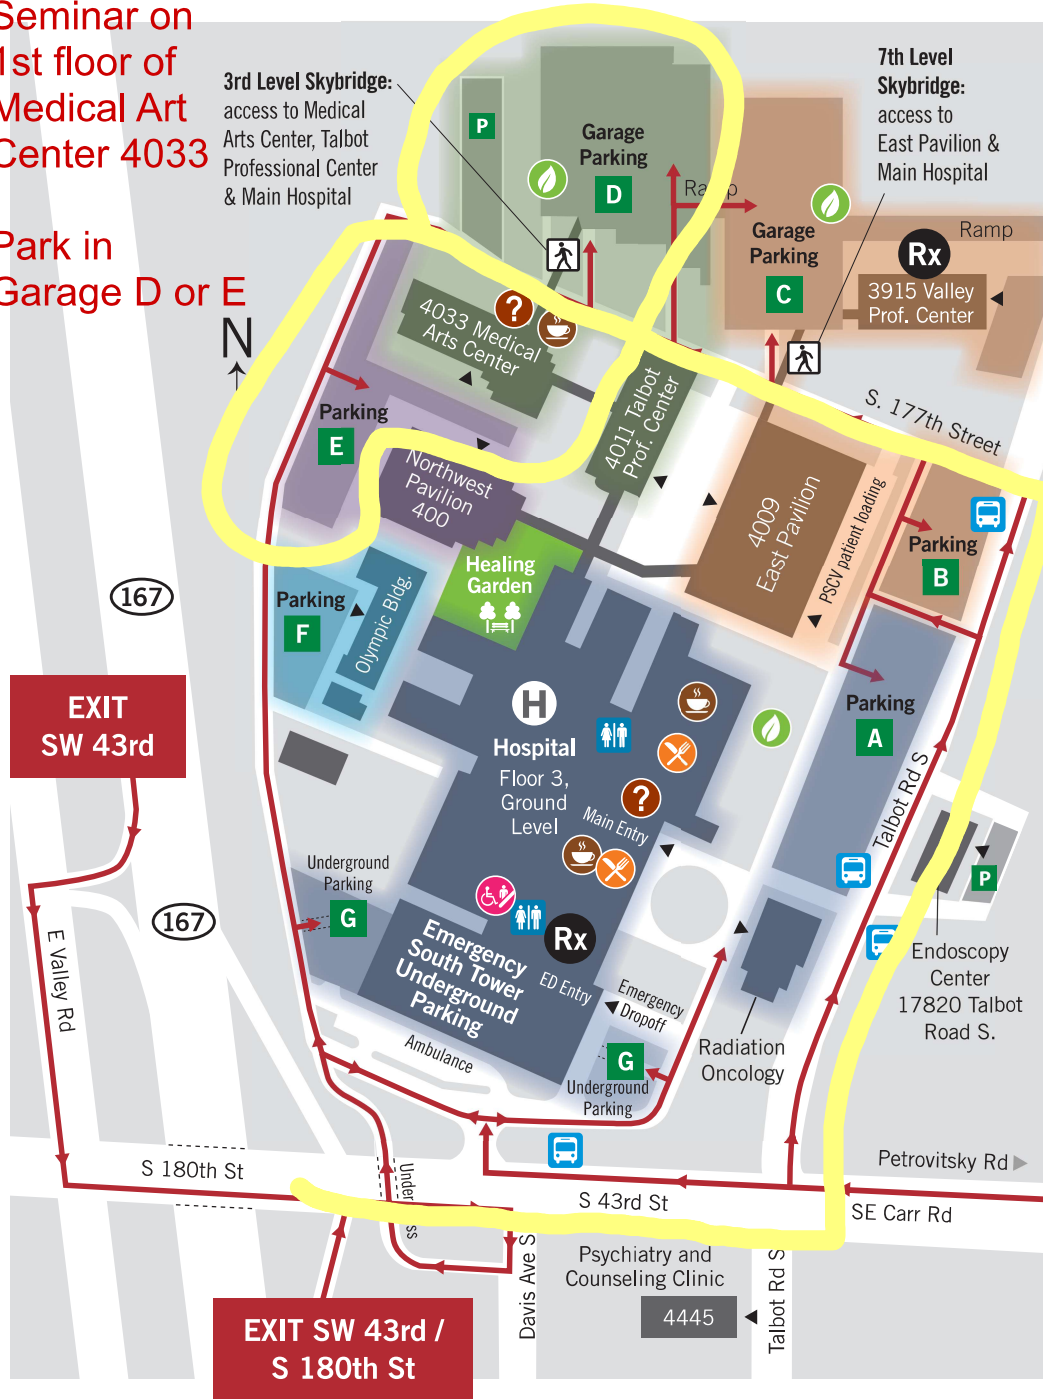 Seminar on
1st floor of
Medical Art
Center 4033
Park in
Garage D or E
3rd Level Skybridge:
access to Medical
Arts Center, Talbot
Professional Center
& Main Hospital
7th Level
Skybridge:
access to
East Pavilion &
Main Hospital
P
Garage
Parking
D
Ramp
Garage
Parking
C
Rx
Ramp
3915 Valley
Prof. Center
N
?
4033 Medical
Arts Center
4011 Talbot
Prof. Center
S. 177th Street
Parking
E
Northwest
Pavilion
400
4009
East Pavilion
PSCV patient loading
Parking
B
Healing
Garden
167
Parking
F
Olympic Bldg.
EXIT
SW 43rd
H
Hospital
Floor 3,
Ground
Level
Parking
A
?
Main Entry
Talbot Rd S
Underground
Parking
G
P
167
E Valley Rd
Emergency
South Tower
Underground
Parking
Rx
ED Entry
Emergency
Dropoff
Endoscopy
Center
17820 Talbot
Road S.
Ambulance
G
Underground
Parking
Radiation
Oncology
S 180th St
Petrovitsky Rd
S 43rd St
SE Carr Rd
Davis Ave S
Psychiatry and
Counseling Clinic
4445
Talbot Rd S
EXIT SW 43rd /
S 180th St